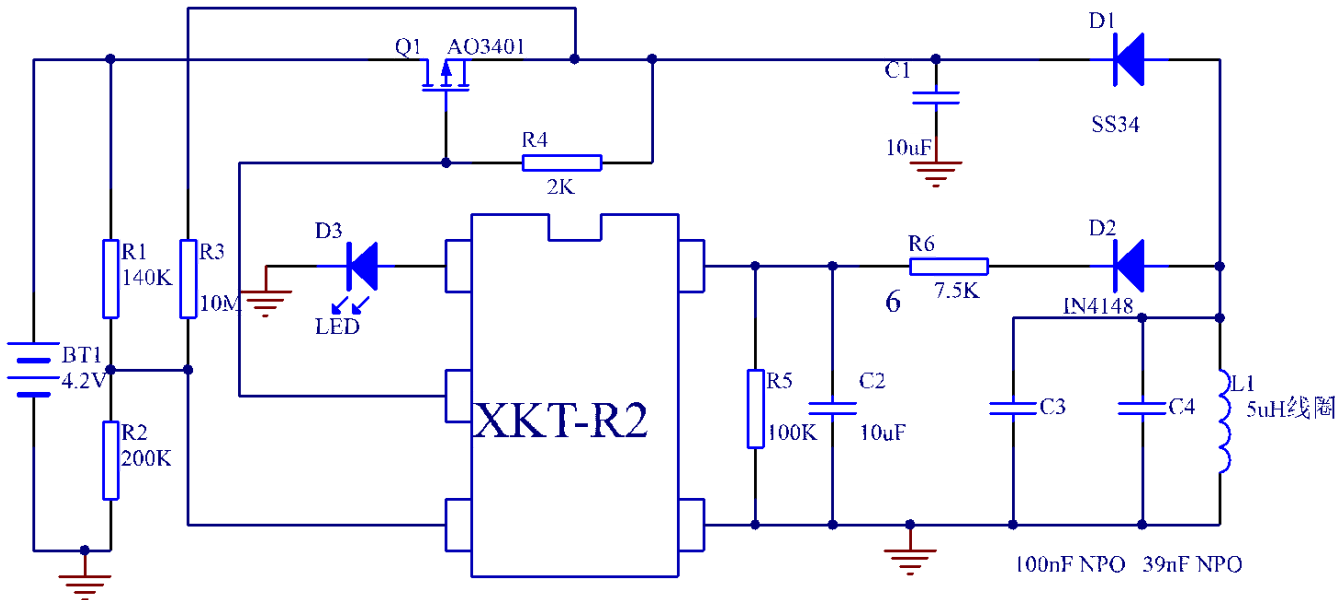 Q1 AO3401
D1
C1
SS34
10uF
R4
2K
D3
LED
R1
140K
R3
10M
D2
R6
7.5K
6
IN4148
BT1
4.2V
R2
200K
XKT-R2
R5
100K
C2
10uF
C3
C4
L1
5uH线圈
100nF NPO 39nF NPO